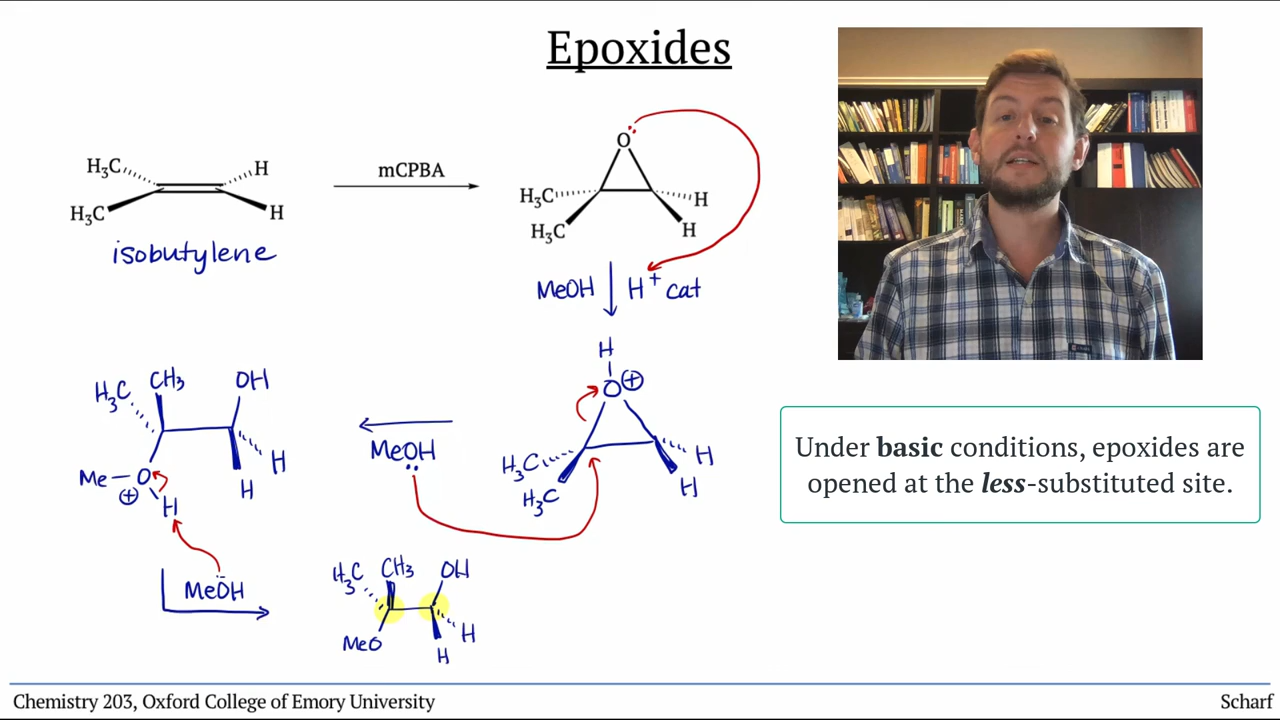 Epoxides
H₃C
H₃C
H
H
isobutylene
mCPBA
O
H₃C
H₃C
H
H
MeOH
H⁺ cat
H
O⊕
H₃C
H₃C
H
H
MeOH
H₃C
CH₃
OH
Me–O
⊕
H
H
H
MeOH
H₃C
CH₃
OH
MeO
H
H
Under basic conditions, epoxides are
opened at the less-substituted site.
Chemistry 203, Oxford College of Emory University
Scharf